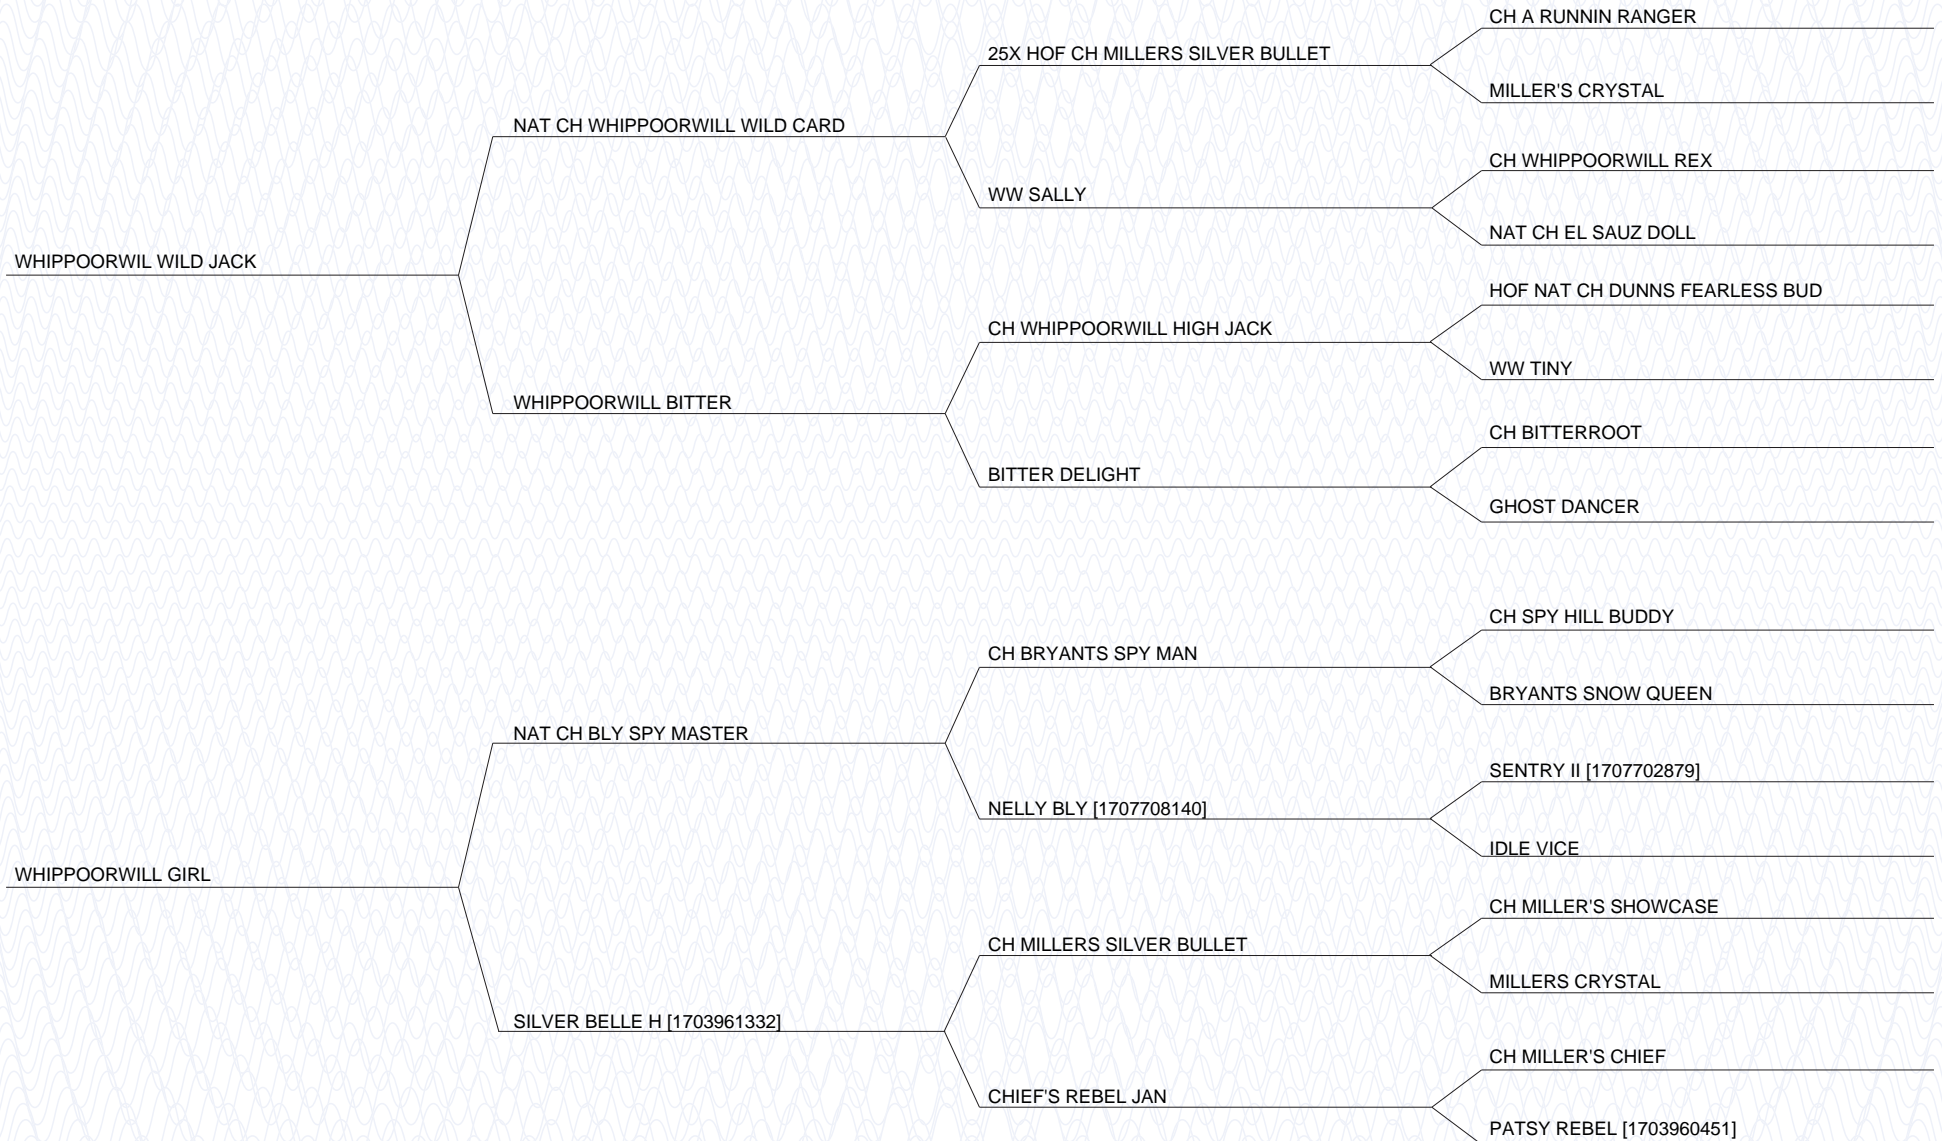 CH A RUNNIN RANGER
25X HOF CH MILLERS SILVER BULLET
MILLER'S CRYSTAL
NAT CH WHIPPOORWILL WILD CARD
CH WHIPPOORWILL REX
WW SALLY
NAT CH EL SAUZ DOLL
WHIPPOORWIL WILD JACK
HOF NAT CH DUNNS FEARLESS BUD
CH WHIPPOORWILL HIGH JACK
WW TINY
WHIPPOORWILL BITTER
CH BITTERROOT
BITTER DELIGHT
GHOST DANCER
CH SPY HILL BUDDY
CH BRYANTS SPY MAN
BRYANTS SNOW QUEEN
NAT CH BLY SPY MASTER
SENTRY II [1707702879]
NELLY BLY [1707708140]
IDLE VICE
WHIPPOORWILL GIRL
CH MILLER'S SHOWCASE
CH MILLERS SILVER BULLET
MILLERS CRYSTAL
SILVER BELLE H [1703961332]
CH MILLER'S CHIEF
CHIEF'S REBEL JAN
PATSY REBEL [1703960451]